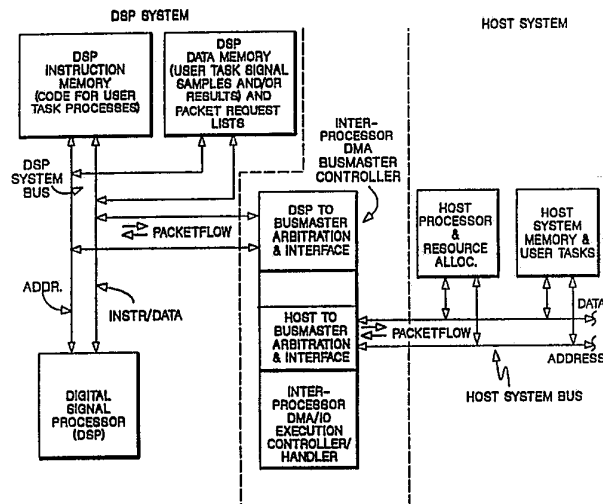 DSP SYSTEM
HOST SYSTEM
DSP
INSTRUCTION
MEMORY
(CODE FOR USER
TASK PROCESSES)
DSP
DATA MEMORY
(USER TASK SIGNAL
SAMPLES AND/OR
RESULTS) AND
PACKET REQUEST
LISTS
INTER-
PROCESSOR
DMA
BUSMASTER
CONTROLLER
DSP
SYSTEM
BUS
PACKETFLOW
DSP TO
BUSMASTER
ARBITRATION
& INTERFACE
HOST
PROCESSOR
&
RESOURCE
ALLOC.
HOST
SYSTEM
MEMORY &
USER TASKS
ADDR.
INSTR/DATA
HOST TO
BUSMASTER
ARBITRATION
& INTERFACE
DATA
PACKETFLOW
ADDRESS
HOST SYSTEM BUS
DIGITAL
SIGNAL
PROCESSOR
(DSP)
INTER-
PROCESSOR
DMA/IO
EXECUTION
CONTROLLER/
HANDLER